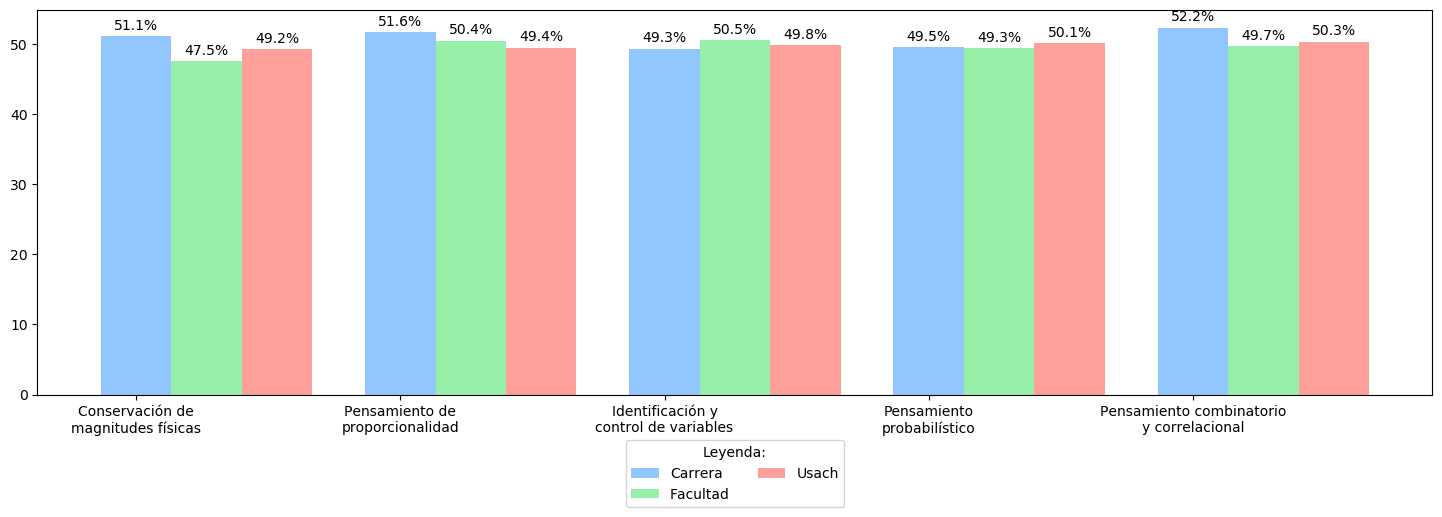 51.1%
47.5%
49.2%
51.6%
50.4%
49.4%
49.3%
50.5%
49.8%
49.5%
49.3%
50.1%
52.2%
49.7%
50.3%
50
40
30
20
10
0
Conservación de
magnitudes físicas
Pensamiento de
proporcionalidad
Identificación y
control de variables
Pensamiento
probabilístico
Pensamiento combinatorio
y correlacional
Leyenda:
Carrera
Facultad
Usach